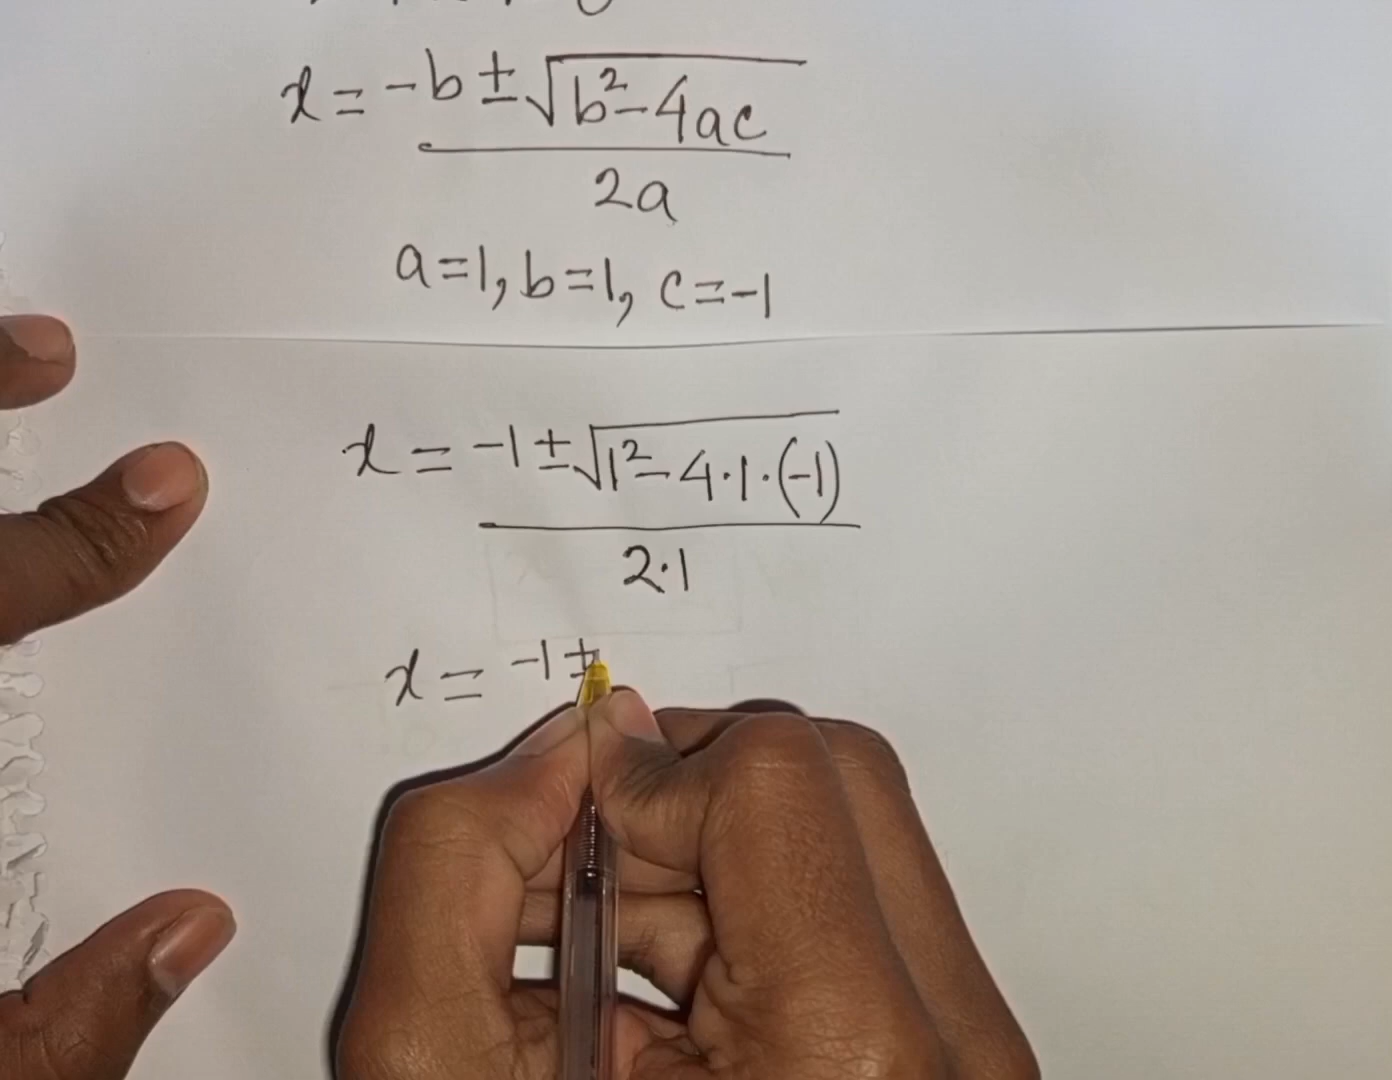 x = -b ± √b² - 4ac
2a
a = 1, b = 1, c = -1
x = -1 ± √1² - 4·1·(-1)
2·1
x = -1 ±